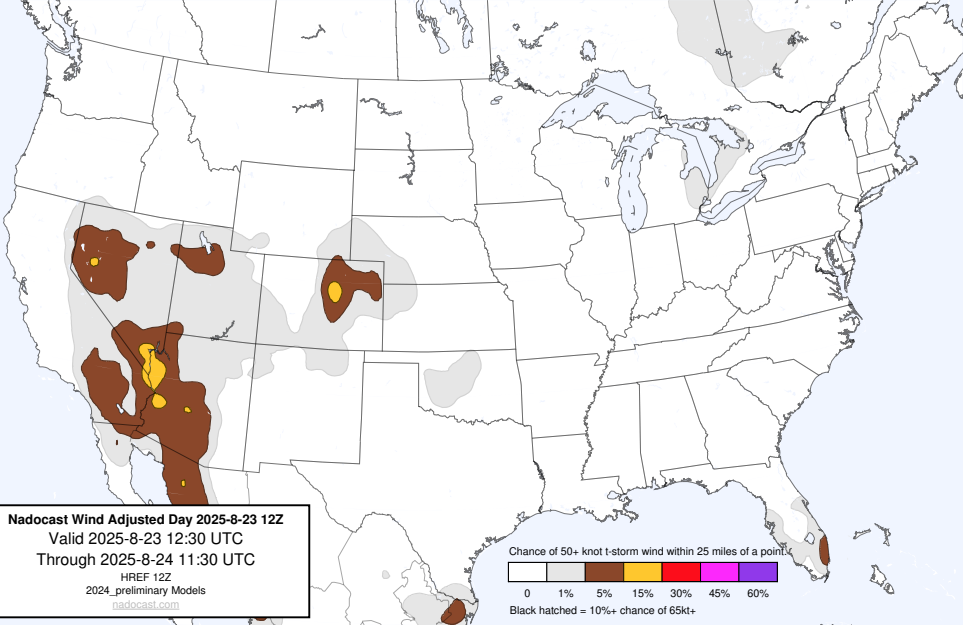 Nadocast Wind Adjusted Day 2025-8-23 12Z
Valid 2025-8-23 12:30 UTC
Through 2025-8-24 11:30 UTC
HREF 12Z
2024_preliminary Models
nadocast.com
Chance of 50+ knot t-storm wind within 25 miles of a point.
0 1% 5% 15% 30% 45% 60%
Black hatched = 10%+ chance of 65kt+